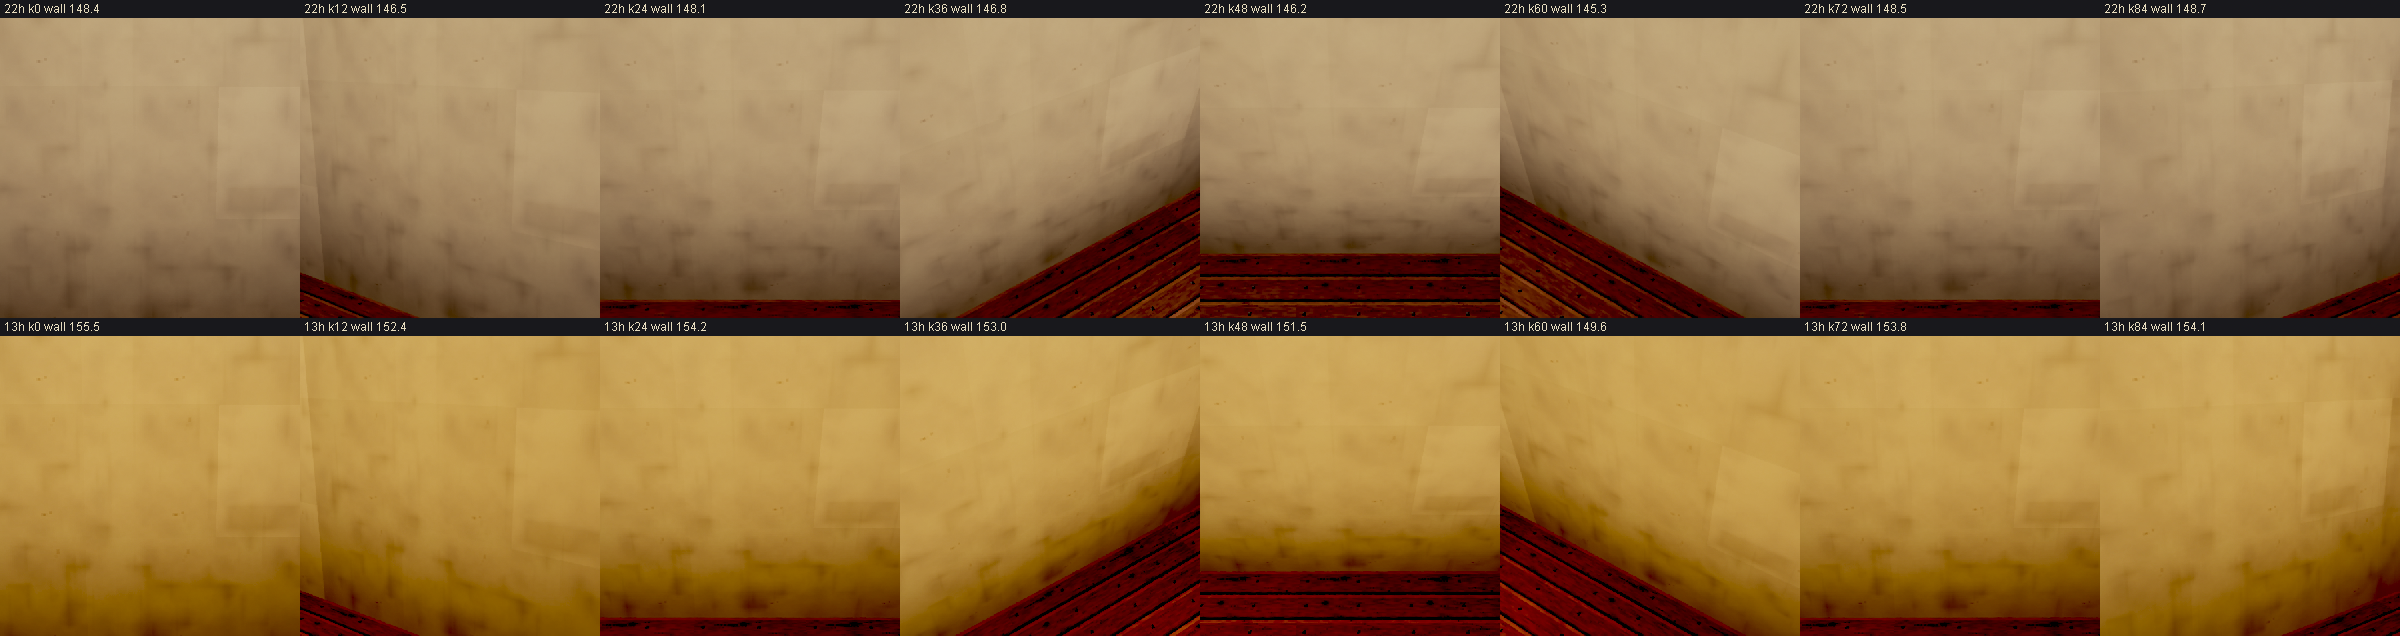 22h k0 wall 148.4
22h k12 wall 146.5
22h k24 wall 148.1
22h k36 wall 146.8
22h k48 wall 146.2
22h k60 wall 145.3
22h k72 wall 148.5
22h k84 wall 148.7
13h k0 wall 155.5
13h k12 wall 152.4
13h k24 wall 154.2
13h k36 wall 153.0
13h k48 wall 151.5
13h k60 wall 149.6
13h k72 wall 153.8
13h k84 wall 154.1